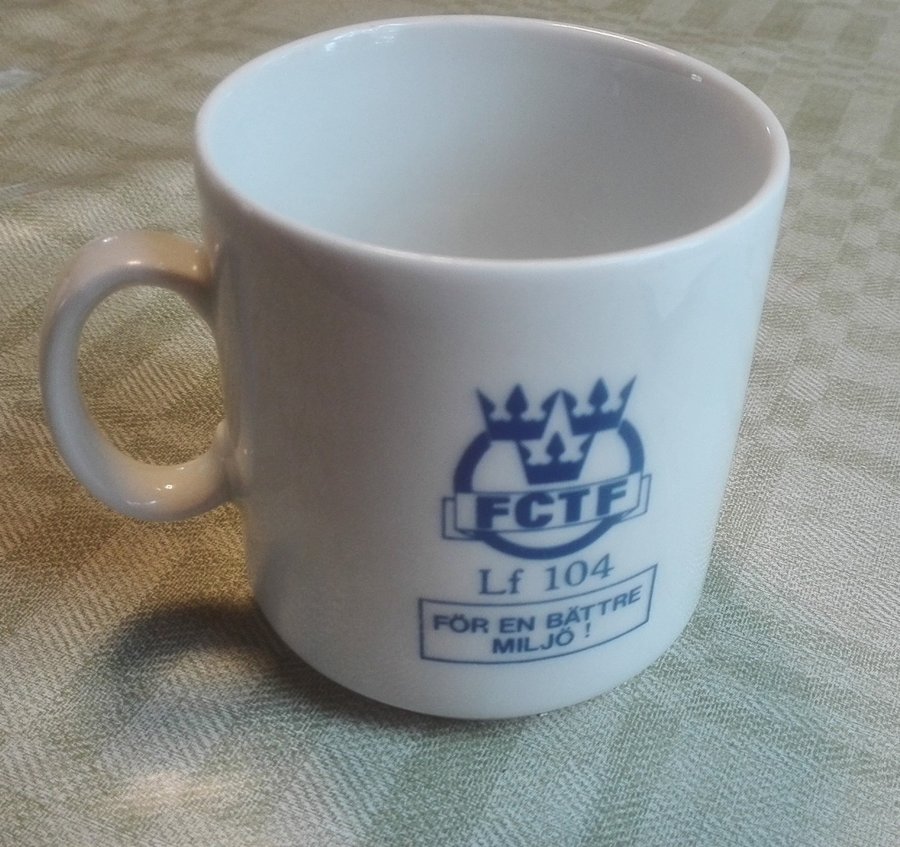 FCTF
Lf 104
FÖR EN BÄTTRE
MILJÖ !